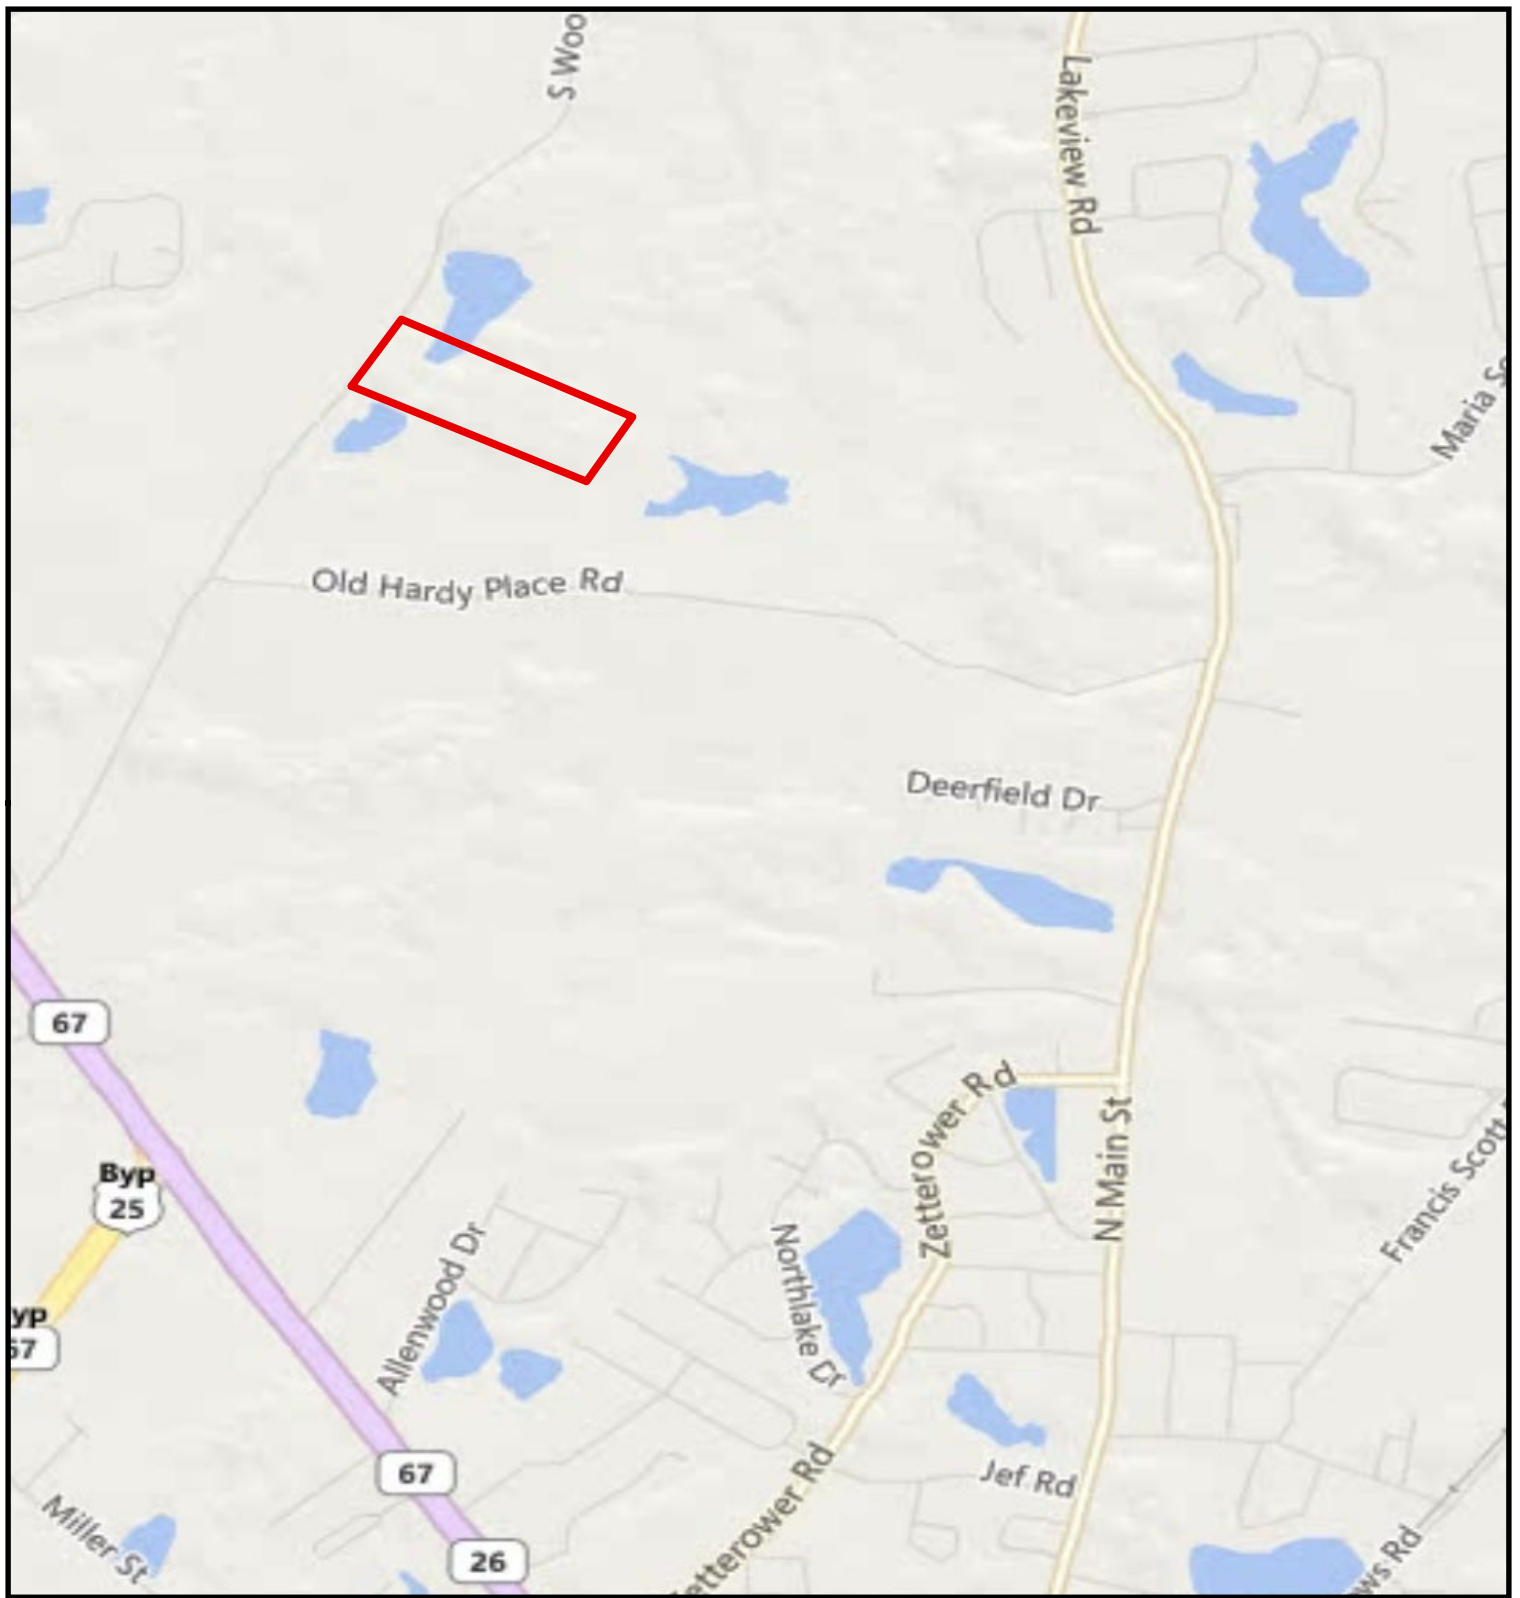 S Woo
Lakeview Rd
Maria
Old Hardy Place Rd
Deerfield Dr
67
Zetterower Rd
N Main St
Byp
25
Francis Scott
Allenwood Dr
Northlake Dr
yp
67
Zetterower Rd
67
Jef Rd
Miller St
26
ws Rd